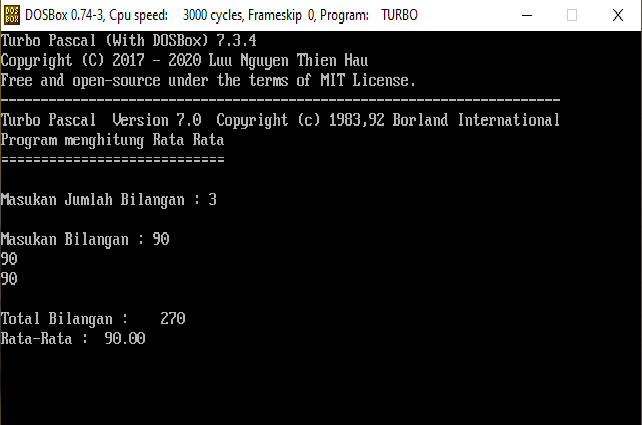 DOSBox 0.74-3, Cpu speed: 3000 cycles, Frameskip 0, Program: TURBO
Turbo Pascal (With DOSBox) 7.3.4
Copyright (C) 2017 - 2020 Luu Nguyen Thien Hau
Free and open-source under the terms of MIT License.
----------------------------------------------------------------------
Turbo Pascal  Version 7.0  Copyright (c) 1983,92 Borland International
Program menghitung Rata Rata
============================
Masukan Jumlah Bilangan : 3
Masukan Bilangan : 90
90
90
Total Bilangan :    270
Rata-Rata :  90.00